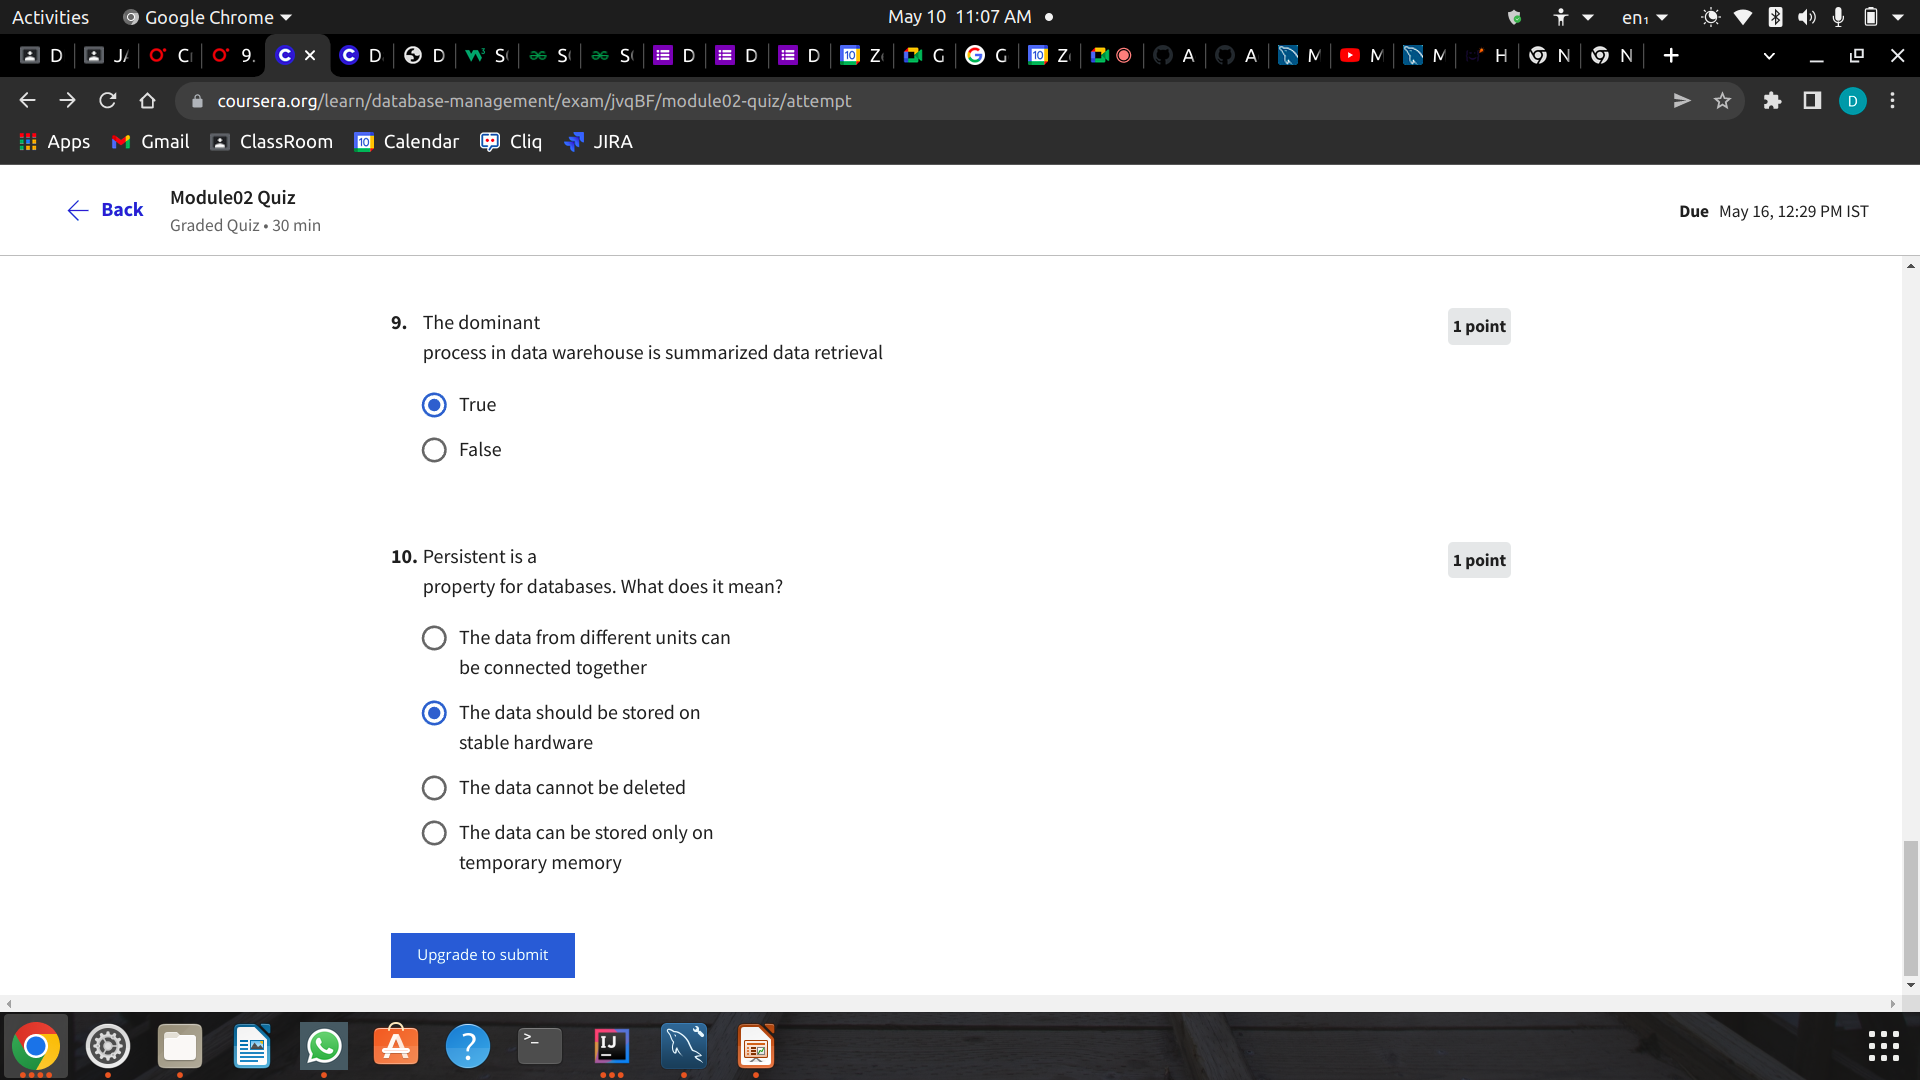 Activities Google Chrome May 10 11:07 AM en₁
D JA C 9. D D S S S D D D Z G G Z A A M M M H N N
coursera.org/learn/database-management/exam/jvqBF/module02-quiz/attempt D
Apps Gmail ClassRoom 10 Calendar Cliq JIRA
Back
Module02 Quiz
Graded Quiz • 30 min
Due May 16, 12:29 PM IST
9. The dominant
process in data warehouse is summarized data retrieval
1 point
True
False
10. Persistent is a
property for databases. What does it mean?
1 point
The data from different units can
be connected together
The data should be stored on
stable hardware
The data cannot be deleted
The data can be stored only on
temporary memory
Upgrade to submit